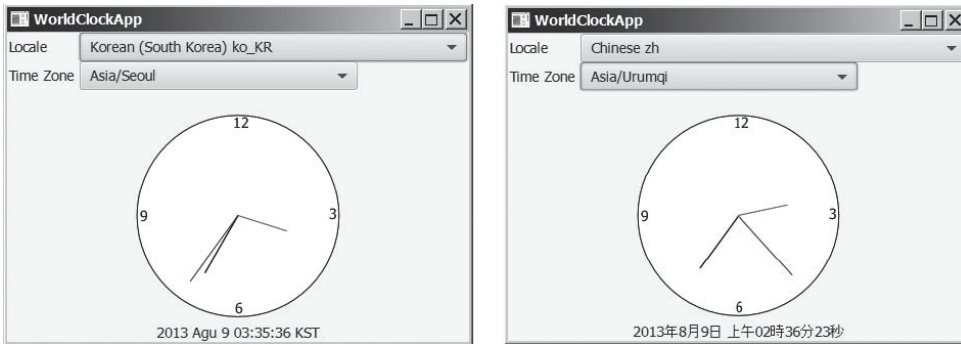 WorldClockApp
Locale Korean (South Korea) ko_KR
Time Zone Asia/Seoul
12
9 3
6
2013 Agu 9 03:35:36 KST
WorldClockApp
Locale Chinese zh
Time Zone Asia/Urumqi
12
9 3
6
2013年8月9日 上午02時36分23秒